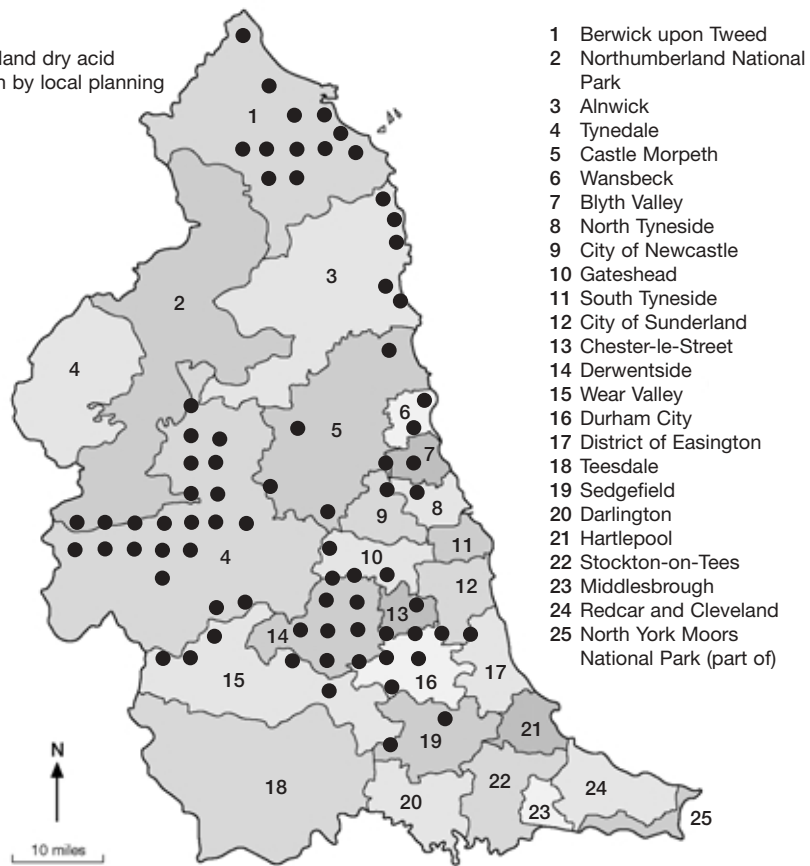 land dry acid
by local planning
1 Berwick upon Tweed
2 Northumberland National
Park
3 Alnwick
4 Tynedale
5 Castle Morpeth
6 Wansbeck
7 Blyth Valley
8 North Tyneside
9 City of Newcastle
10 Gateshead
11 South Tyneside
12 City of Sunderland
13 Chester-le-Street
14 Derwentside
15 Wear Valley
16 Durham City
17 District of Easington
18 Teesdale
19 Sedgefield
20 Darlington
21 Hartlepool
22 Stockton-on-Tees
23 Middlesbrough
24 Redcar and Cleveland
25 North York Moors
National Park (part of)
1
3
2
4
6
5
7
8
9
11
4
10
12
13
14
16
17
15
21
19
N
18
22
24
20
23
25
10 miles